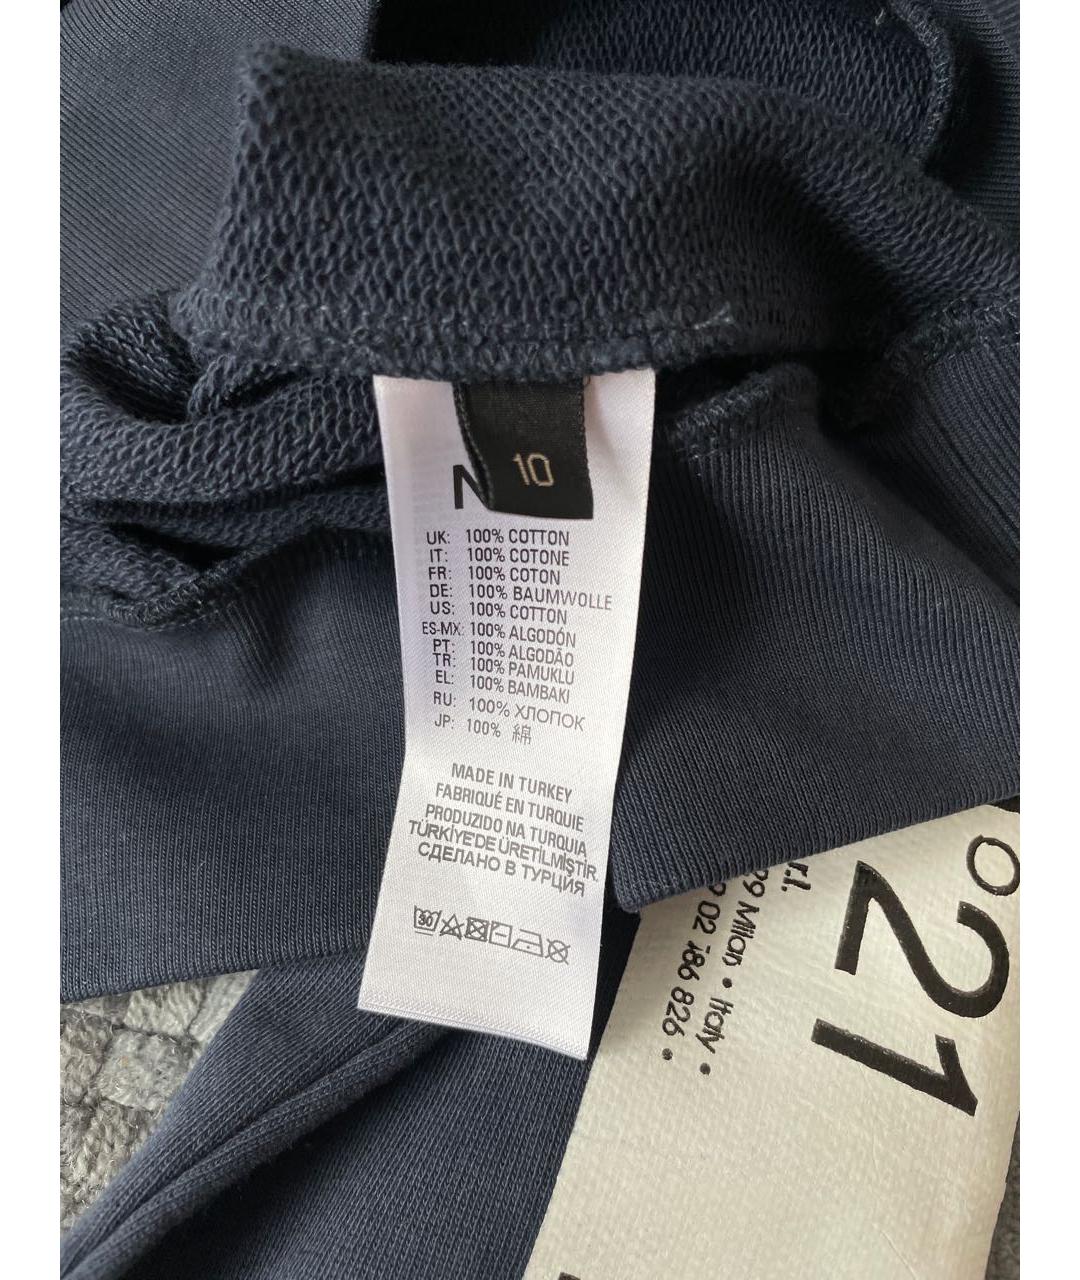 10
N
UK: 100% COTTON
IT: 100% COTONE
FR: 100% COTON
DE: 100% BAUMWOLLE
US: 100% COTTON
ES-MX: 100% ALGODÓN
PT: 100% ALGODÃO
TR: 100% PAMUKLU
EL: 100% BAMBAKI
RU: 100% ХЛОПОК
JP: 100% 綿
MADE IN TURKEY
FABRIQUÉ EN TURQUIE
PRODUZIDO NA TURQUIA
TÜRKİYE'DE ÜRETİLMİŞTİR
СДЕЛАНО В ТУРЦИЯ
30
o
21
r.l.
29 Milan • Italy •
02 786 826 •